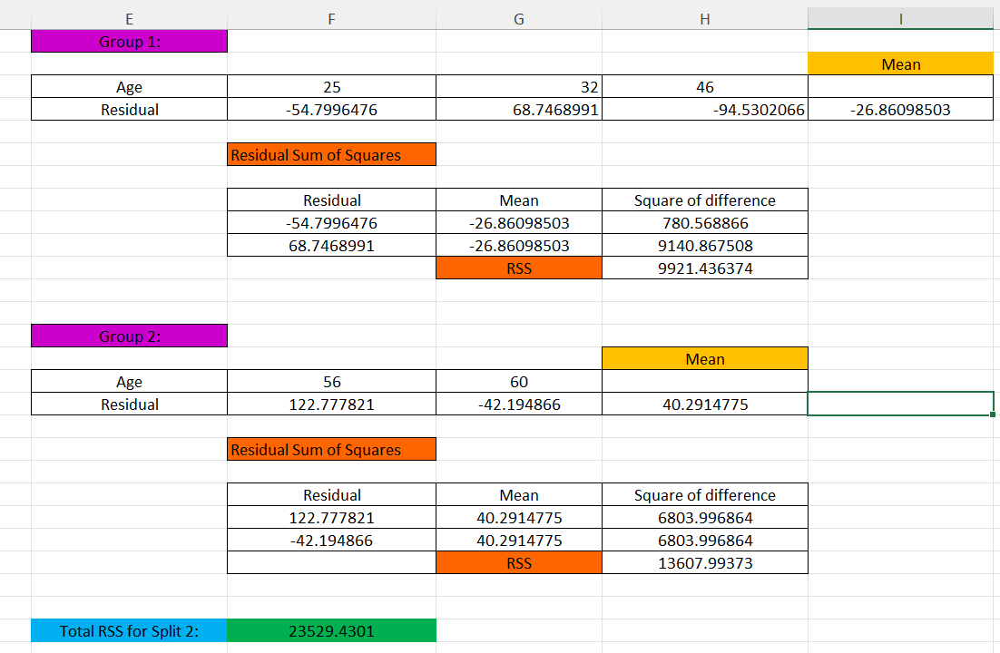 E F G H I
Group 1:
Mean
Age 25 32 46
Residual -54.7996476 68.7468991 -94.5302066 -26.86098503
Residual Sum of Squares
Residual Mean Square of difference
-54.7996476 -26.86098503 780.568866
68.7468991 -26.86098503 9140.867508
RSS 9921.436374
Group 2:
Mean
Age 56 60
Residual 122.777821 -42.194866 40.2914775
Residual Sum of Squares
Residual Mean Square of difference
122.777821 40.2914775 6803.996864
-42.194866 40.2914775 6803.996864
RSS 13607.99373
Total RSS for Split 2: 23529.4301